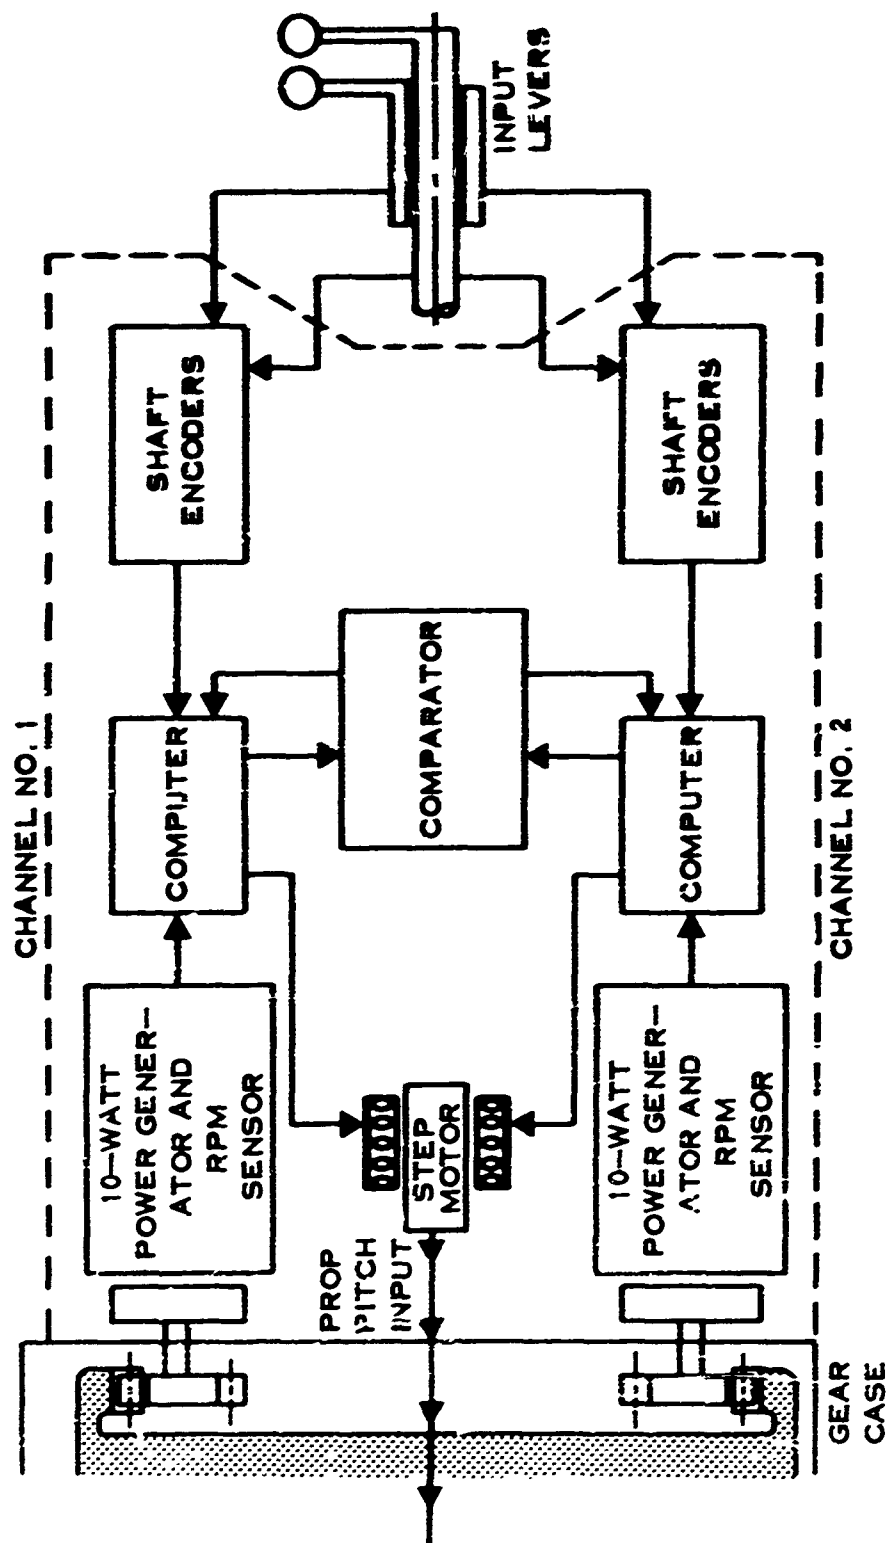 CHANNEL NO. 1
10-WATT
POWER GENER-
ATOR AND
RPM
SENSOR
COMPUTER
SHAFT
ENCODERS
PROP
PITCH
INPUT
STEP
MOTOR
COMPARATOR
INPUT
LEVERS
10-WATT
POWER GENER-
ATOR AND
RPM
SENSOR
COMPUTER
SHAFT
ENCODERS
GEAR
CASE
CHANNEL NO. 2